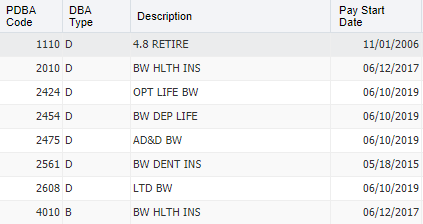 PDBA Code DBA Type Description Pay Start Date
1110 D 4.8 RETIRE 11/01/2006
2010 D BW HLTH INS 06/12/2017
2424 D OPT LIFE BW 06/10/2019
2454 D BW DEP LIFE 06/10/2019
2475 D AD&D BW 06/10/2019
2561 D BW DENT INS 05/18/2015
2608 D LTD BW 06/10/2019
4010 B BW HLTH INS 06/12/2017